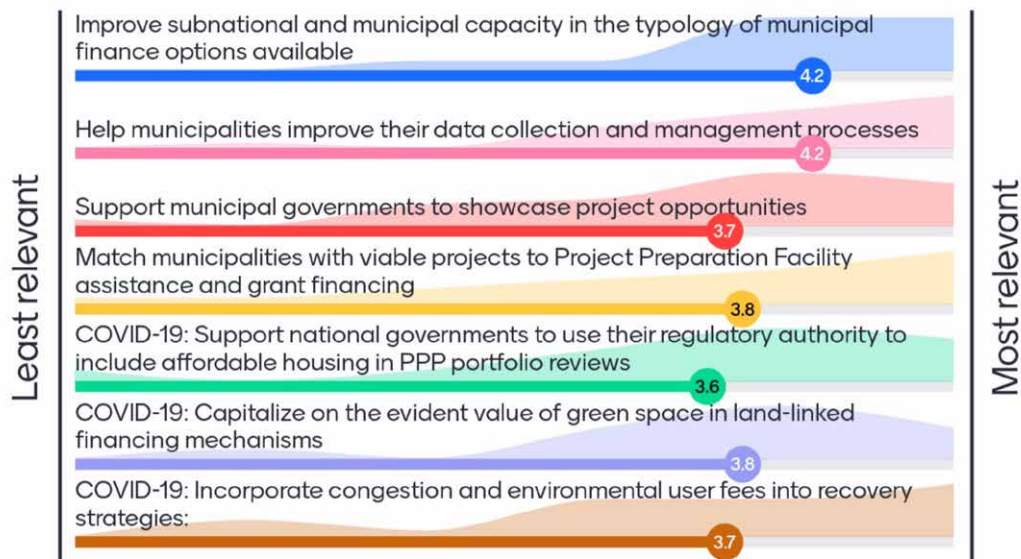 Improve subnational and municipal capacity in the typology of municipal
finance options available
4.2
Help municipalities improve their data collection and management processes
4.2
Support municipal governments to showcase project opportunities
3.7
Match municipalities with viable projects to Project Preparation Facility
assistance and grant financing
3.8
COVID-19: Support national governments to use their regulatory authority to
include affordable housing in PPP portfolio reviews
3.6
COVID-19: Capitalize on the evident value of green space in land-linked
financing mechanisms
3.8
COVID-19: Incorporate congestion and environmental user fees into recovery
strategies:
3.7
Least relevant
Most relevant